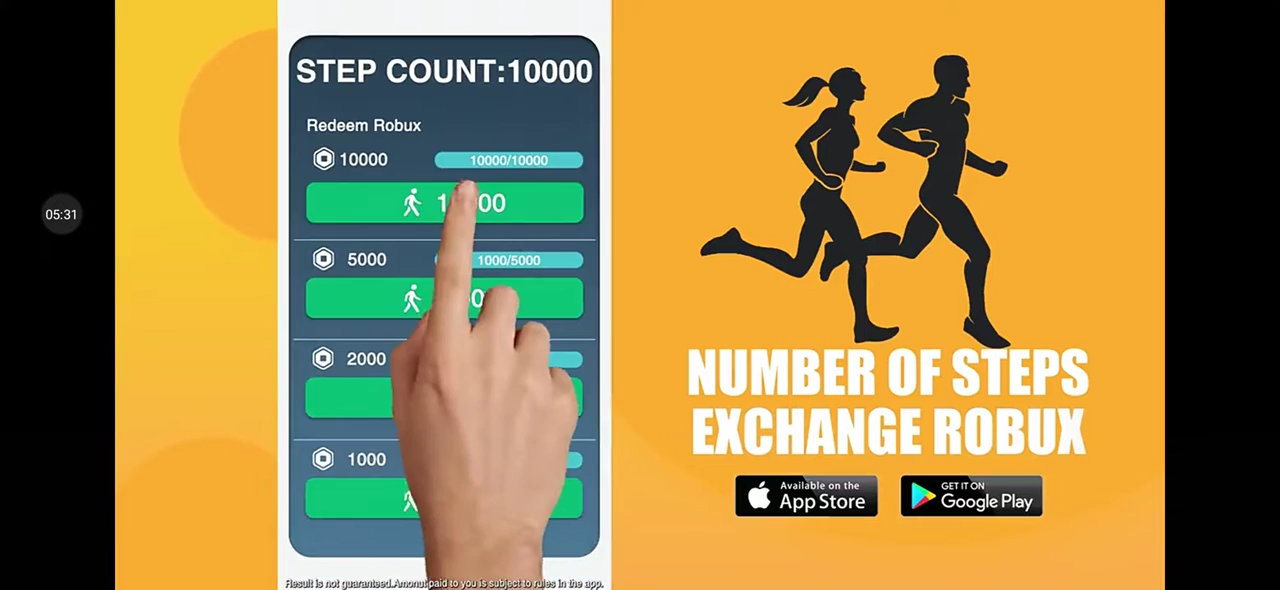 STEP COUNT:10000
Redeem Robux
10000 10000/10000
05:31
5000 1000/5000
2000
1000
NUMBER OF STEPS
EXCHANGE ROBUX
Available on the
App Store
GET IT ON
Google Play
Result is not guaranteed.Amonut paid to you is subject to rules in the app.